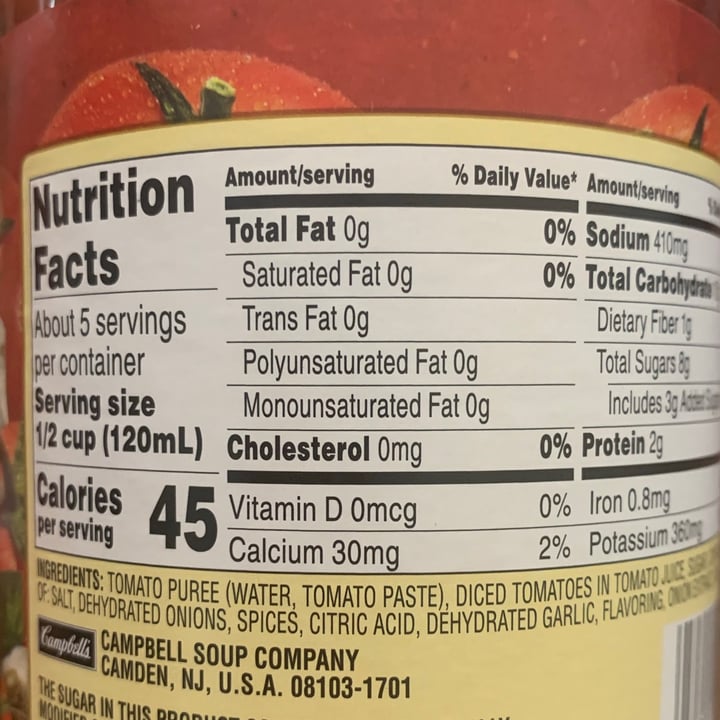 Nutrition
Facts
About 5 servings
per container
Serving size
1/2 cup (120mL)
Calories 45
per serving
Amount/serving % Daily Value*
Total Fat 0g 0%
Saturated Fat 0g 0%
Trans Fat 0g
Polyunsaturated Fat 0g
Monounsaturated Fat 0g
Cholesterol 0mg 0%
Vitamin D 0mcg 0%
Calcium 30mg 2%
Amount/serving
Sodium 410mg
Total Carbohydrate
Dietary Fiber 1g
Total Sugars 8g
Includes 3g Added
Protein 2g
Iron 0.8mg
Potassium 360mg
INGREDIENTS: TOMATO PUREE (WATER, TOMATO PASTE), DICED TOMATOES IN TOMATO JUICE,
OF: SALT, DEHYDRATED ONIONS, SPICES, CITRIC ACID, DEHYDRATED GARLIC, FLAVORING, ONION
Campbell's CAMPBELL SOUP COMPANY
CAMDEN, NJ, U.S.A. 08103-1701
THE SUGAR IN THIS PRODUCT